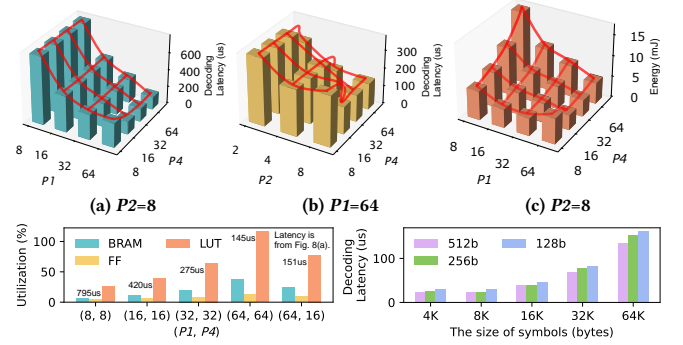 600
400
200
0
Decoding
Latency (us)
8
16
32
64
P1
8
16
32
64
P4
(a) P2=8
300
200
100
0
Decoding
Latency (us)
2
4
8
P2
8
16
32
64
P4
(b) P1=64
15
10
5
0
Energy (mJ)
8
16
32
64
P1
8
16
32
64
P4
(c) P2=8
Utilization (%)
100
50
0
BRAM
FF
LUT
795us
420us
275us
145us
151us
Latency is
from Fig. 8(a).
(8, 8) (16, 16) (32, 32) (64, 64) (64, 16)
(P1, P4)
Decoding
Latency (us)
100
0
512b
256b
128b
4K 8K 16K 32K 64K
The size of symbols (bytes)